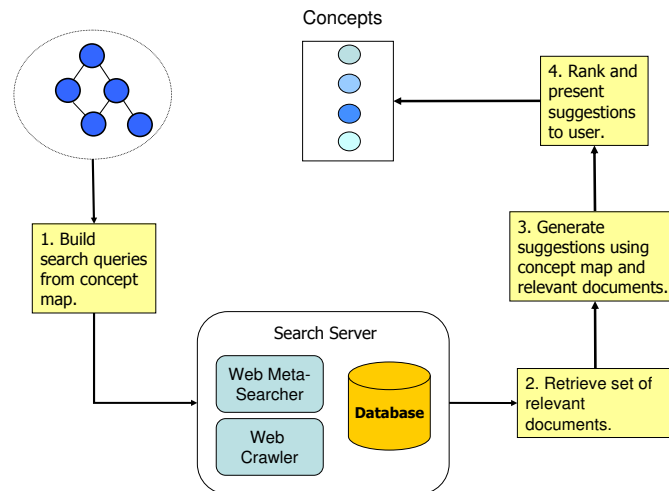 Concepts
1. Build
search queries
from concept
map.
Search Server
Web Meta-
Searcher
Web
Crawler
Database
2. Retrieve set of
relevant
documents.
3. Generate
suggestions using
concept map and
relevant documents.
4. Rank and
present
suggestions
to user.